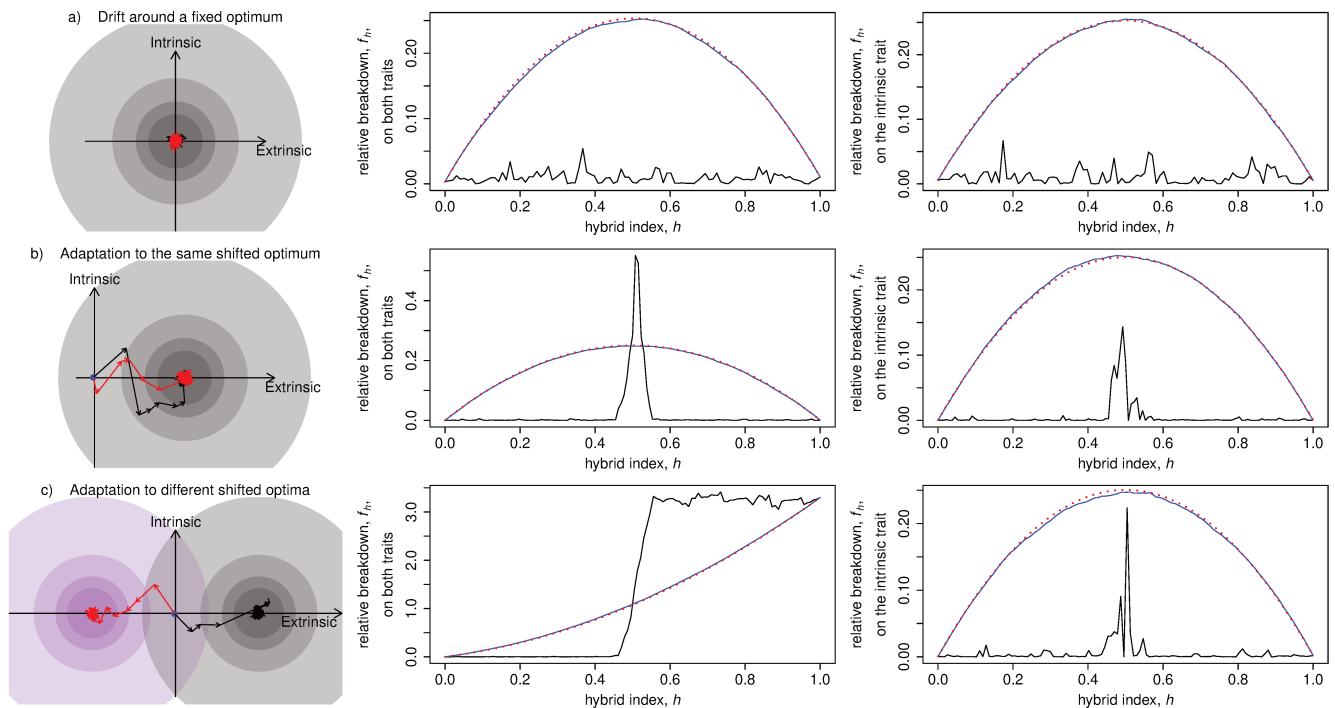 a) Drift around a fixed optimum
Intrinsic
Extrinsic
relative breakdown, fh,
on both traits
0.00 0.10 0.20
0.0 0.2 0.4 0.6 0.8 1.0
hybrid index, h
relative breakdown, fh,
on the intrinsic trait
0.00 0.10 0.20
0.0 0.2 0.4 0.6 0.8 1.0
hybrid index, h
b) Adaptation to the same shifted optimum
Intrinsic
Extrinsic
relative breakdown, fh,
on both traits
0.0 0.2 0.4
0.0 0.2 0.4 0.6 0.8 1.0
hybrid index, h
relative breakdown, fh,
on the intrinsic trait
0.00 0.10 0.20
0.0 0.2 0.4 0.6 0.8 1.0
hybrid index, h
c) Adaptation to different shifted optima
Intrinsic
Extrinsic
relative breakdown, fh,
on both traits
0.0 1.0 2.0 3.0
0.0 0.2 0.4 0.6 0.8 1.0
hybrid index, h
relative breakdown, fh,
on the intrinsic trait
0.00 0.10 0.20
0.0 0.2 0.4 0.6 0.8 1.0
hybrid index, h